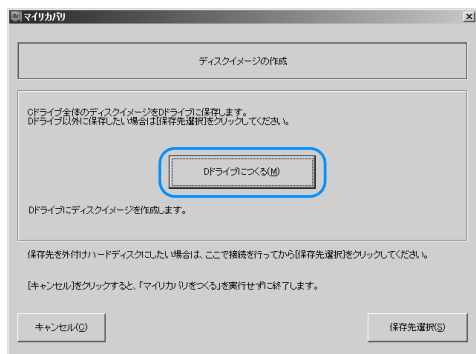 マイリカバリ
ディスクイメージの作成
Cドライブ全体のディスクイメージをDドライブに保存します。
Dドライブ以外に保存したい場合は[保存先選択]をクリックしてください。
Dドライブにつくる(M)
Dドライブにディスクイメージを作成します。
保存先を外付けハードディスクにしたい場合は、ここで接続を行ってから[保存先選択]をクリックしてください。
[キャンセル]をクリックすると、「マイリカバリをつくる」を実行せずに終了します。
キャンセル(C)
保存先選択(S)